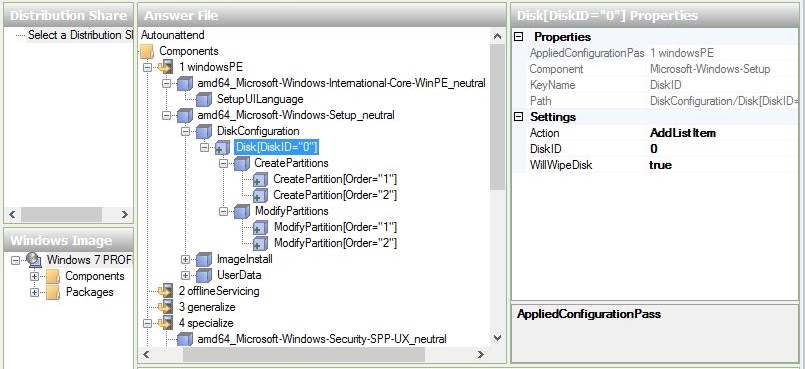 Distribution Share
Select a Distribution Sl
Windows Image
Windows 7 PROFI
Components
Packages
Answer File
Autounattend
Components
1 windowsPE
amd64_Microsoft-Windows-International-Core-WinPE_neutral
SetupUILanguage
amd64_Microsoft-Windows-Setup_neutral
DiskConfiguration
Disk[DiskID="0"]
CreatePartitions
CreatePartition[Order="1"]
CreatePartition[Order="2"]
ModifyPartitions
ModifyPartition[Order="1"]
ModifyPartition[Order="2"]
ImageInstall
UserData
2 offlineServicing
3 generalize
4 specialize
amd64_Microsoft-Windows-Security-SPP-UX_neutral
Disk[DiskID="0"] Properties
Properties
AppliedConfigurationPas 1 windowsPE
Component Microsoft-Windows-Setup
KeyName DiskID
Path DiskConfiguration/Disk[DiskID=
Settings
Action AddListItem
DiskID 0
WillWipeDisk true
AppliedConfigurationPass